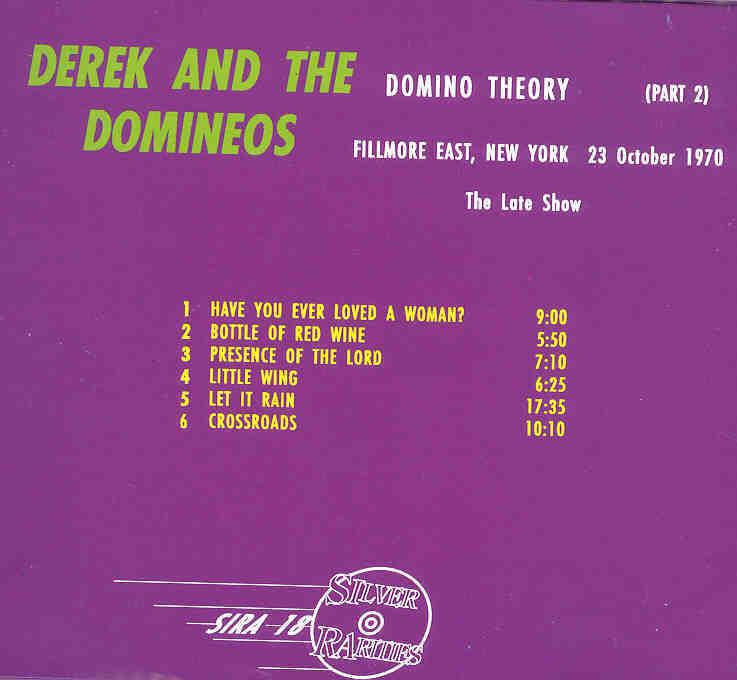 DEREK AND THE
DOMINEOS
DOMINO THEORY (PART 2)
FILLMORE EAST, NEW YORK 23 October 1970
The Late Show
1 HAVE YOU EVER LOVED A WOMAN? 9:00
2 BOTTLE OF RED WINE 5:50
3 PRESENCE OF THE LORD 7:10
4 LITTLE WING 6:25
5 LET IT RAIN 17:35
6 CROSSROADS 10:10
SIRA 18
SILVER
RARITIES